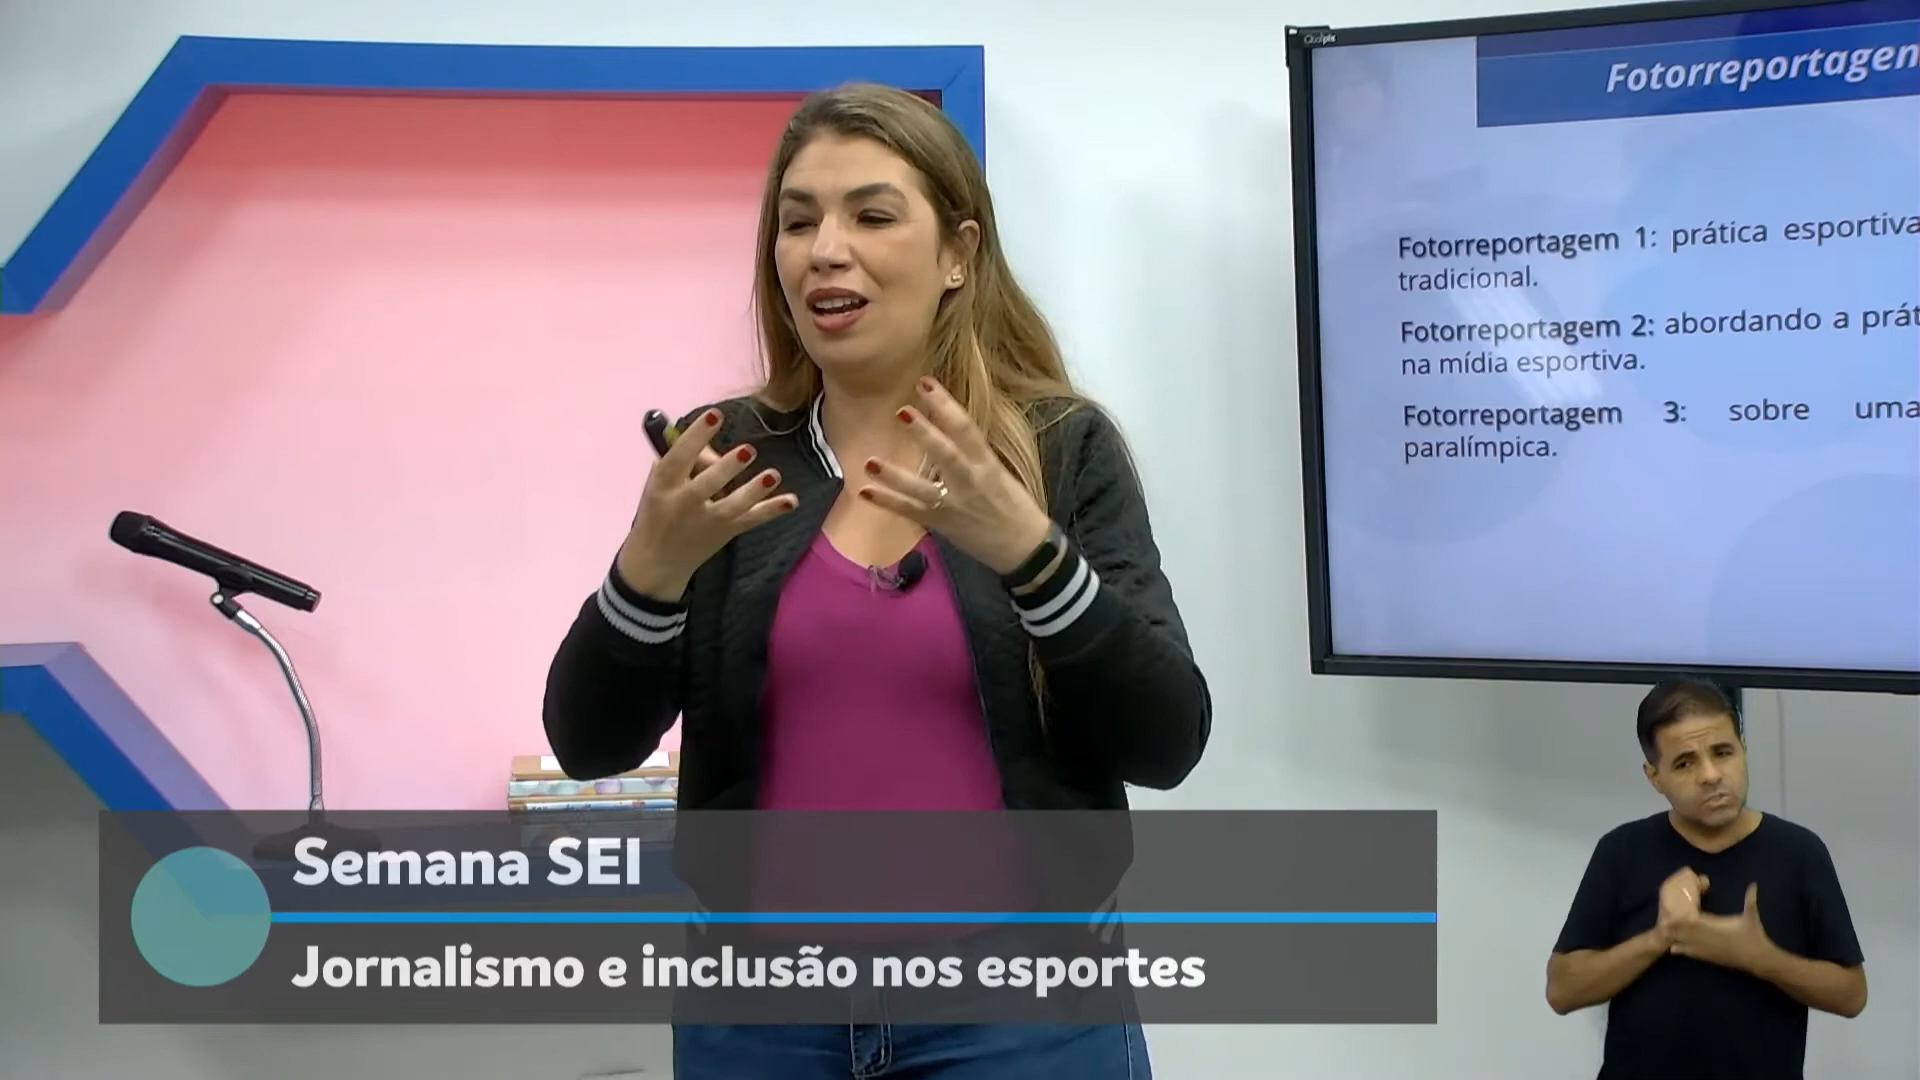 Fotorreportagen
Fotorreportagem 1: prática esportiva
tradicional.
Fotorreportagem 2: abordando a prát
na mídia esportiva.
Fotorreportagem 3: sobre uma
paralímpica.
Semana SEI
Jornalismo e inclusão nos esportes